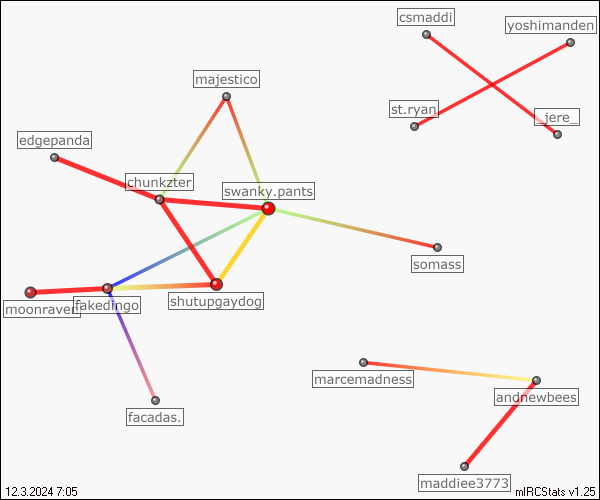 csmaddi
yoshimanden
majestico
st.ryan
_jere_
edgepanda
chunkzter
swanky.pants
somass
moonraven
fakedingo
shutupgaydog
marcemadness
andnewbees
facadas.
maddiee3773
12.3.2024 7:05
mIRCStats v1.25